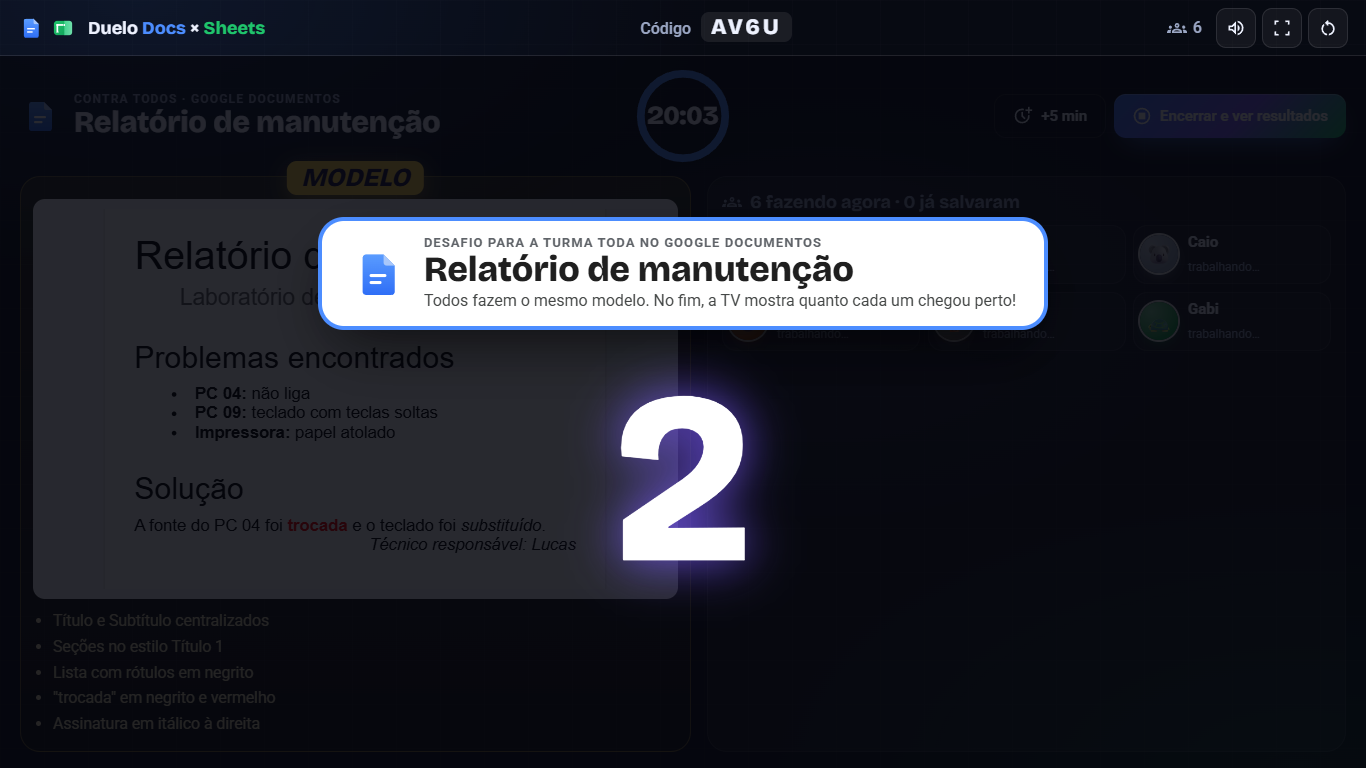 Duelo Docs × Sheets
Código AV6U
6
CONTRA TODOS · GOOGLE DOCUMENTOS
Relatório de manutenção
20:03
+5 min
Encerrar e ver resultados
MODELO
6 fazendo agora · 0 já salvaram
DESAFIO PARA A TURMA TODA NO GOOGLE DOCUMENTOS
Relatório de manutenção
Todos fazem o mesmo modelo. No fim, a TV mostra quanto cada um chegou perto!
Relatório d
Laboratório de
Caio
trabalhando...
Gabi
trabalhando...
trabalhando...
trabalhando...
2
Problemas encontrados
• PC 04: não liga
• PC 09: teclado com teclas soltas
• Impressora: papel atolado
Solução
A fonte do PC 04 foi trocada e o teclado foi substituído.
Técnico responsável: Lucas
• Título e Subtítulo centralizados
• Seções no estilo Título 1
• Lista com rótulos em negrito
• "trocada" em negrito e vermelho
• Assinatura em itálico à direita